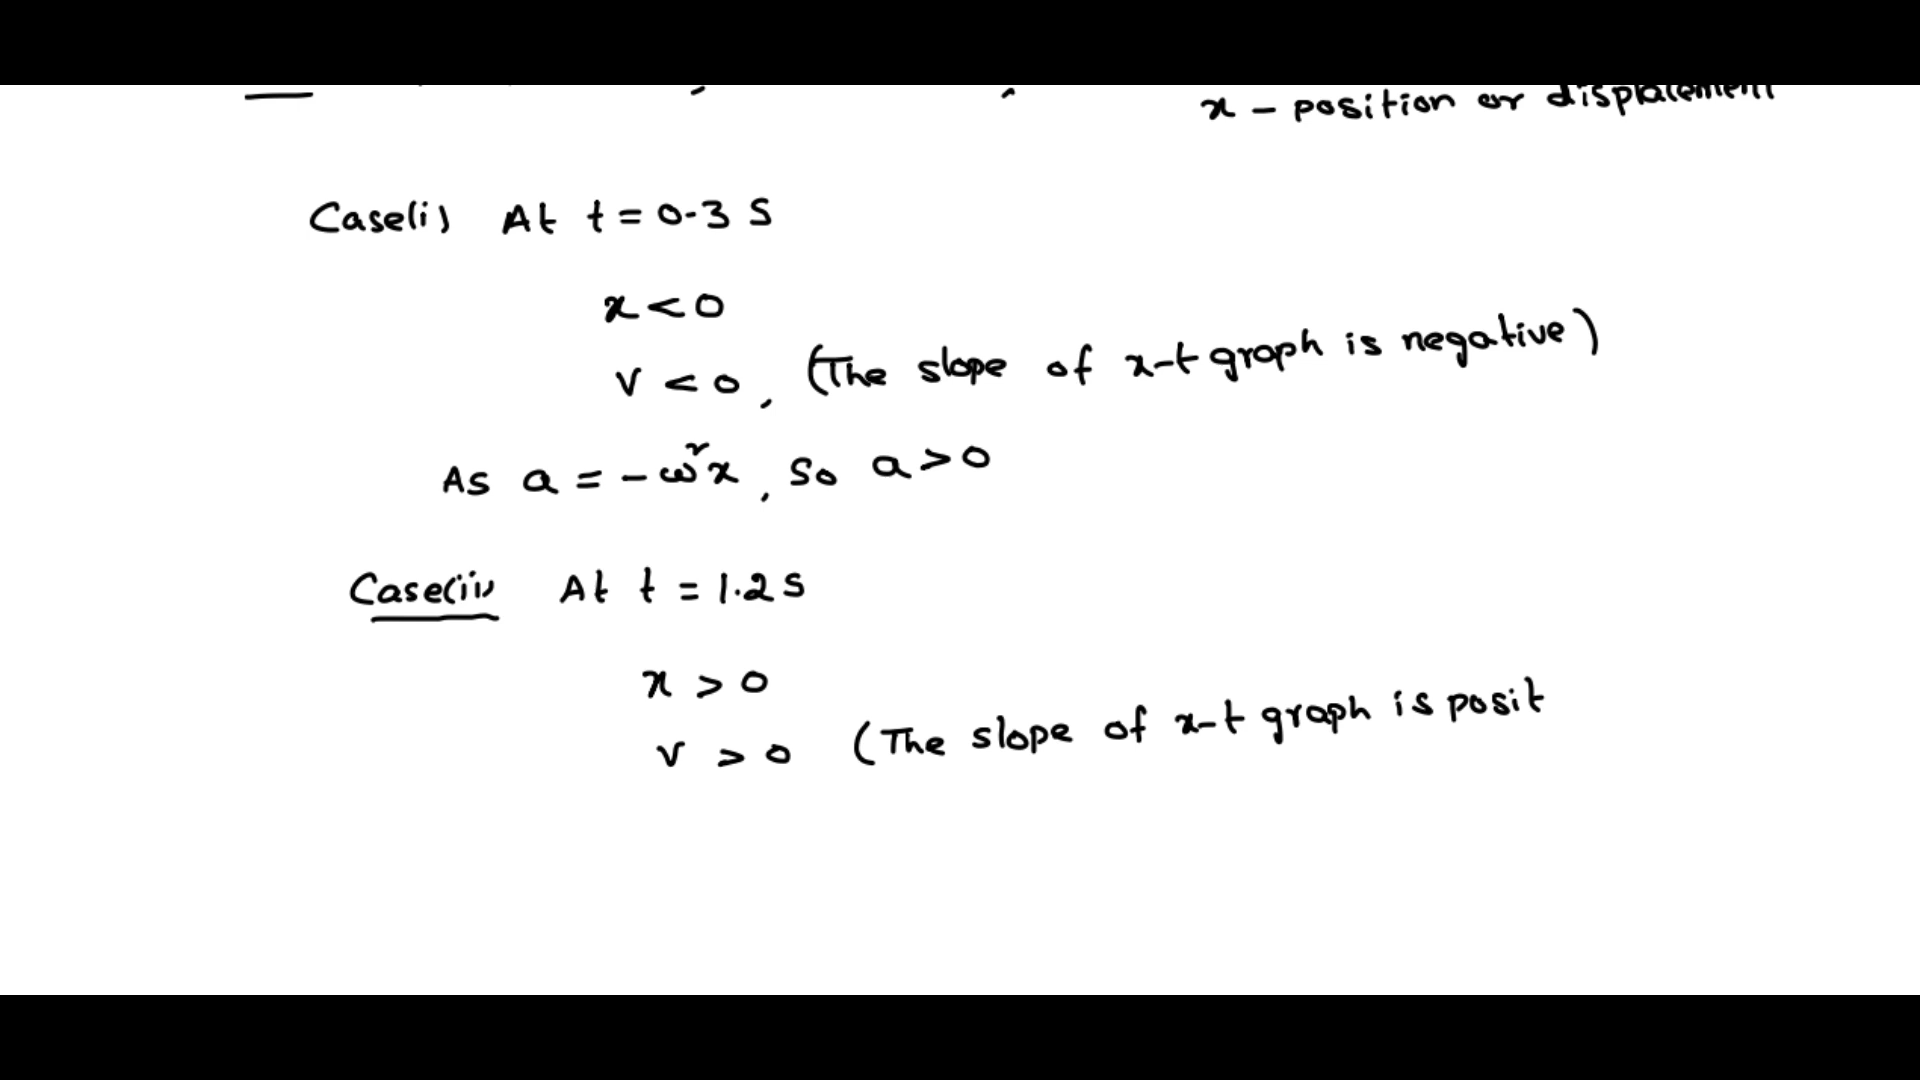 x – position or displacement
Case(i) At t = 0.3 s
x < 0
v < 0, (The slope of x-t graph is negative)
As a = -ω²x, so a > 0
Case(ii) At t = 1.2 s
x > 0
v > 0 (The slope of x-t graph is posit